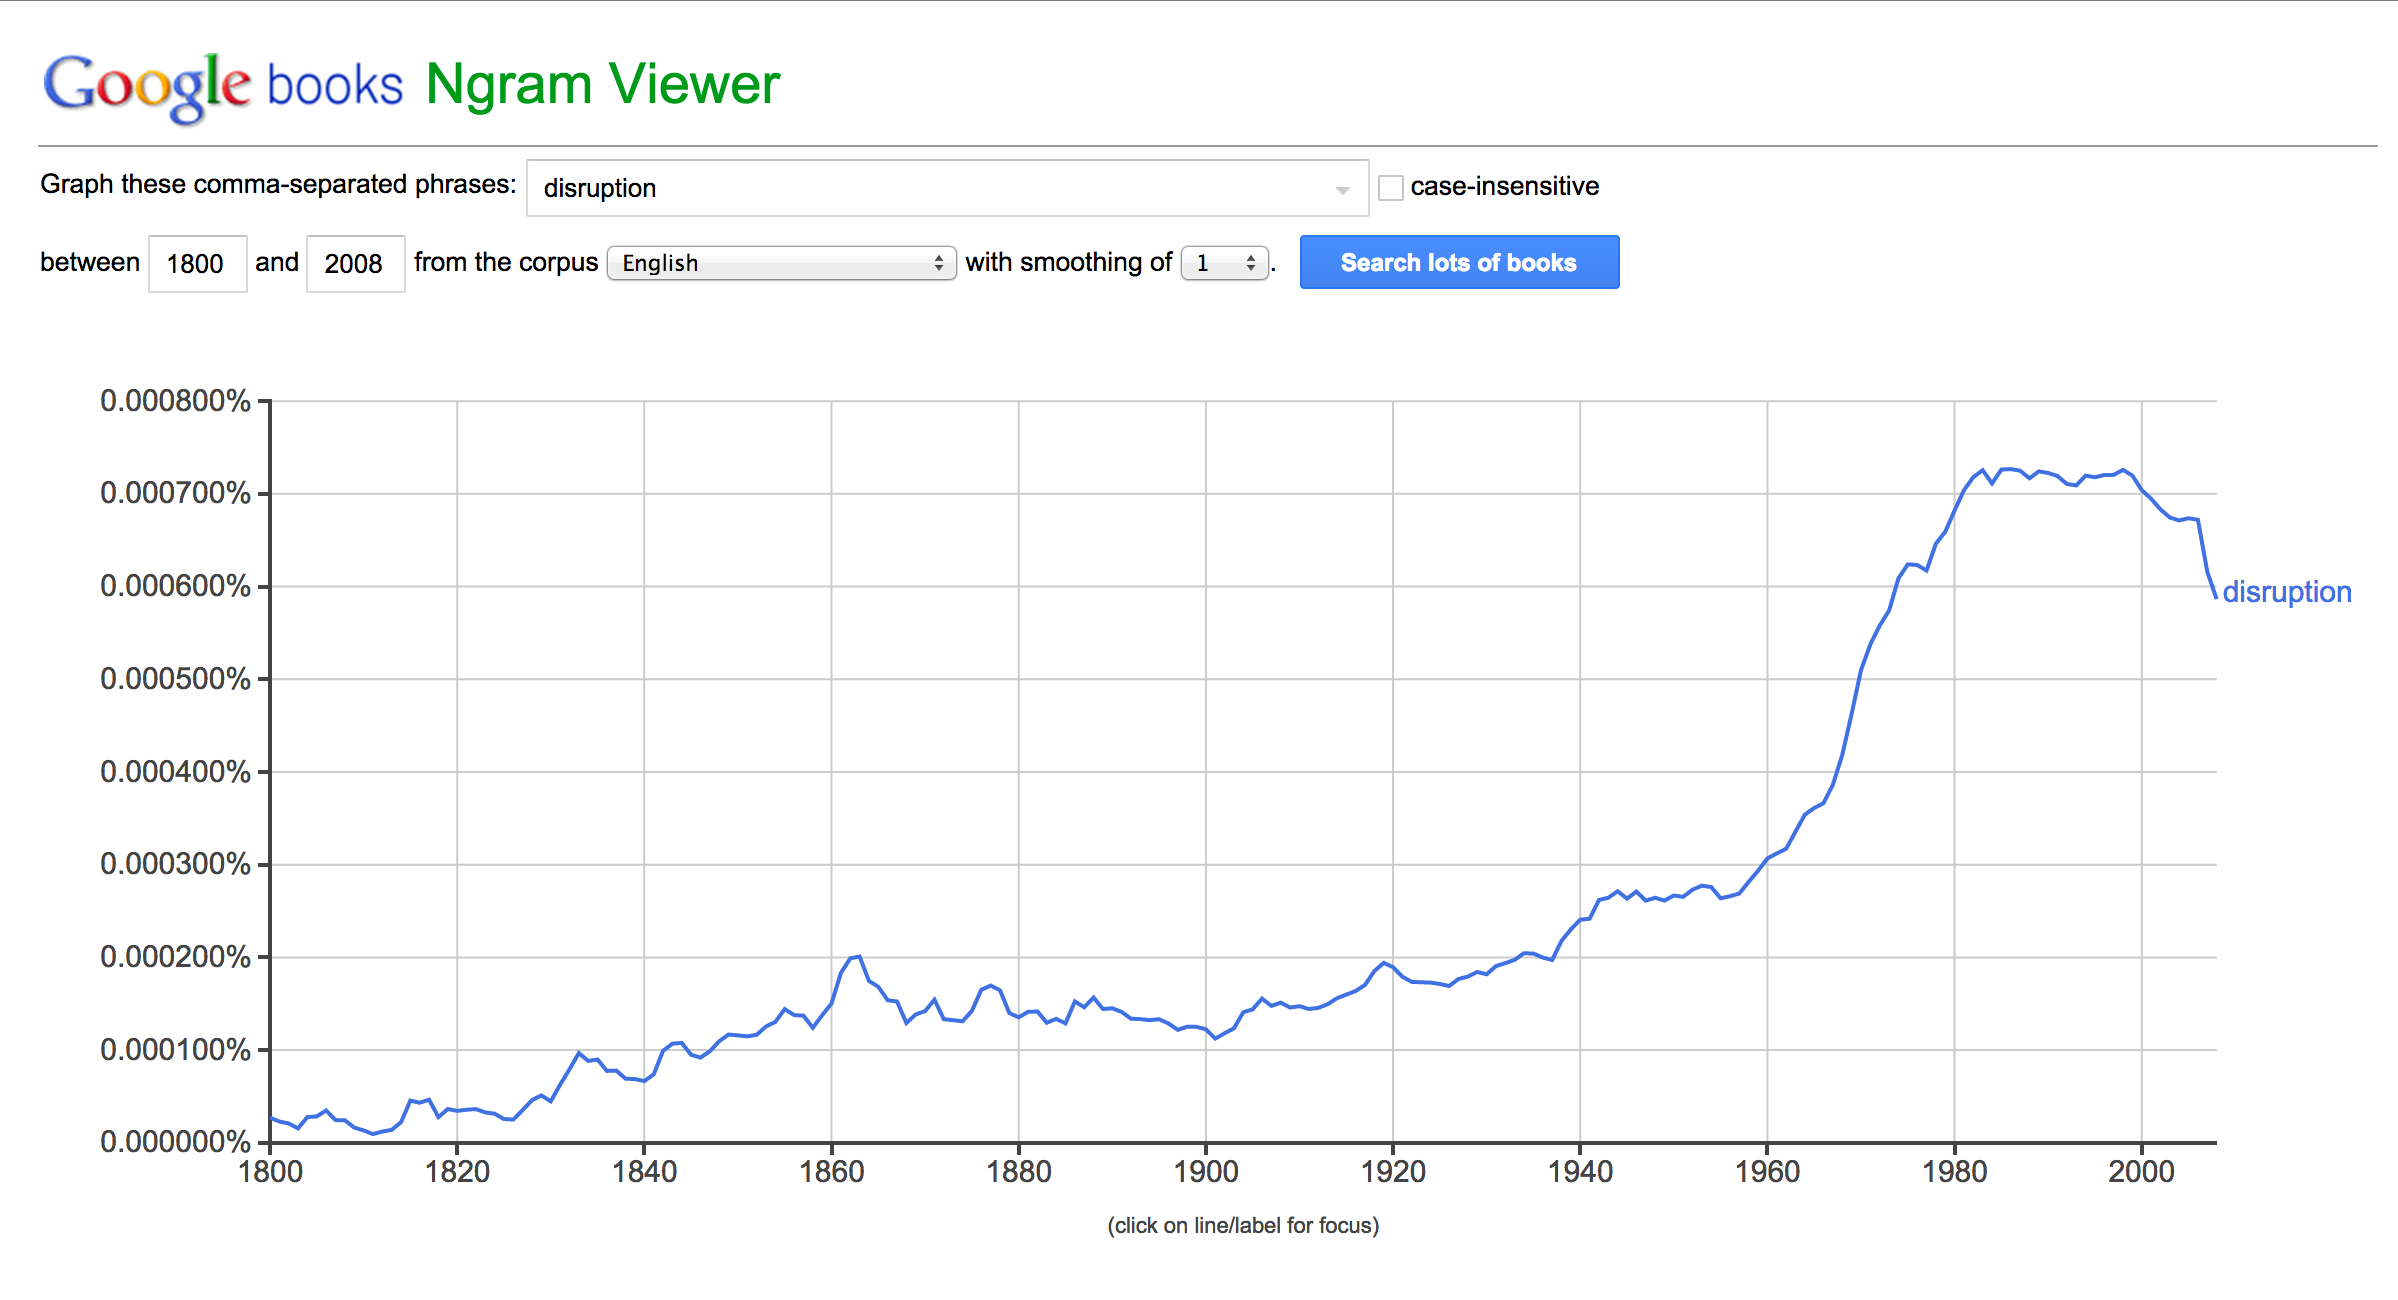 Google books Ngram Viewer
Graph these comma-separated phrases: disruption case-insensitive
between 1800 and 2008 from the corpus English with smoothing of 1 . Search lots of books
0.000800%
0.000700%
0.000600%
disruption
0.000500%
0.000400%
0.000300%
0.000200%
0.000100%
0.000000%
1800 1820 1840 1860 1880 1900 1920 1940 1960 1980 2000
(click on line/label for focus)